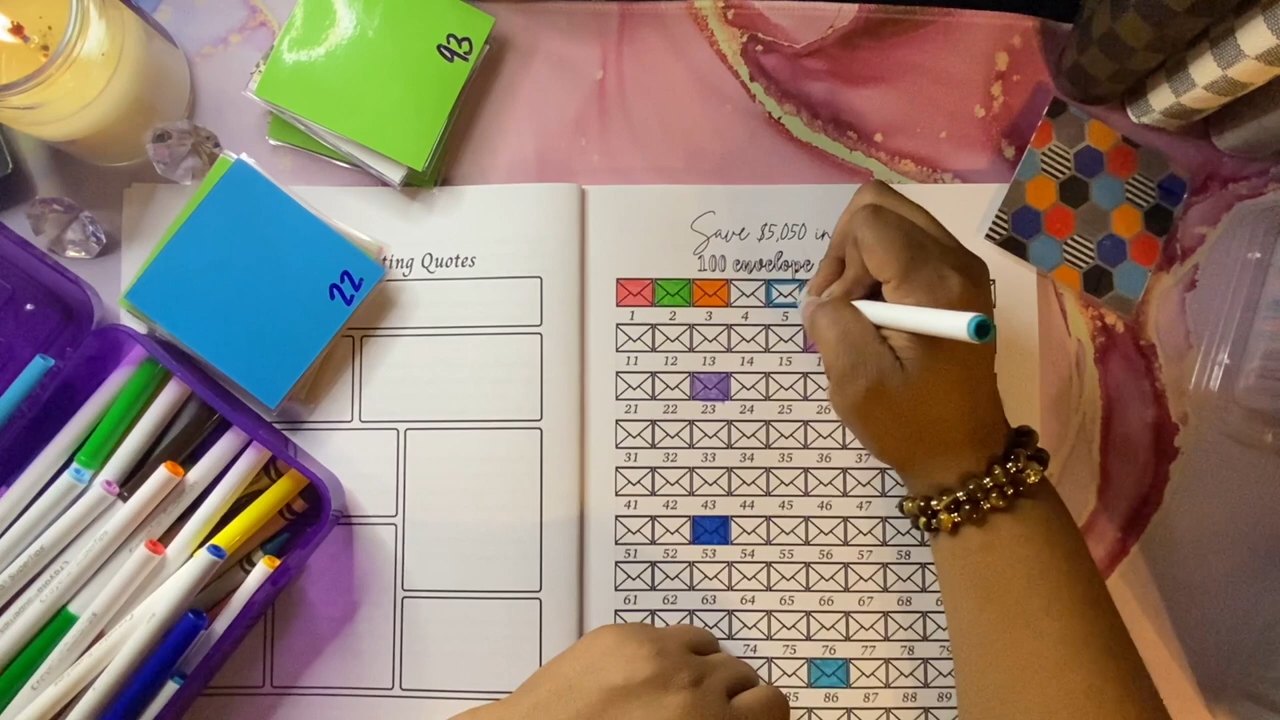 93
22
ting Quotes
Save $5,050 in
100 envelope
1 2 3 4 5
11 12 13 14 15
21 22 23 24 25 26
31 32 33 34 35 36 37
41 42 43 44 45 46 47
51 52 53 54 55 56 57 58
61 62 63 64 65 66 67 68
74 75 76 77 78 79
85 86 87 88 89
Crayola